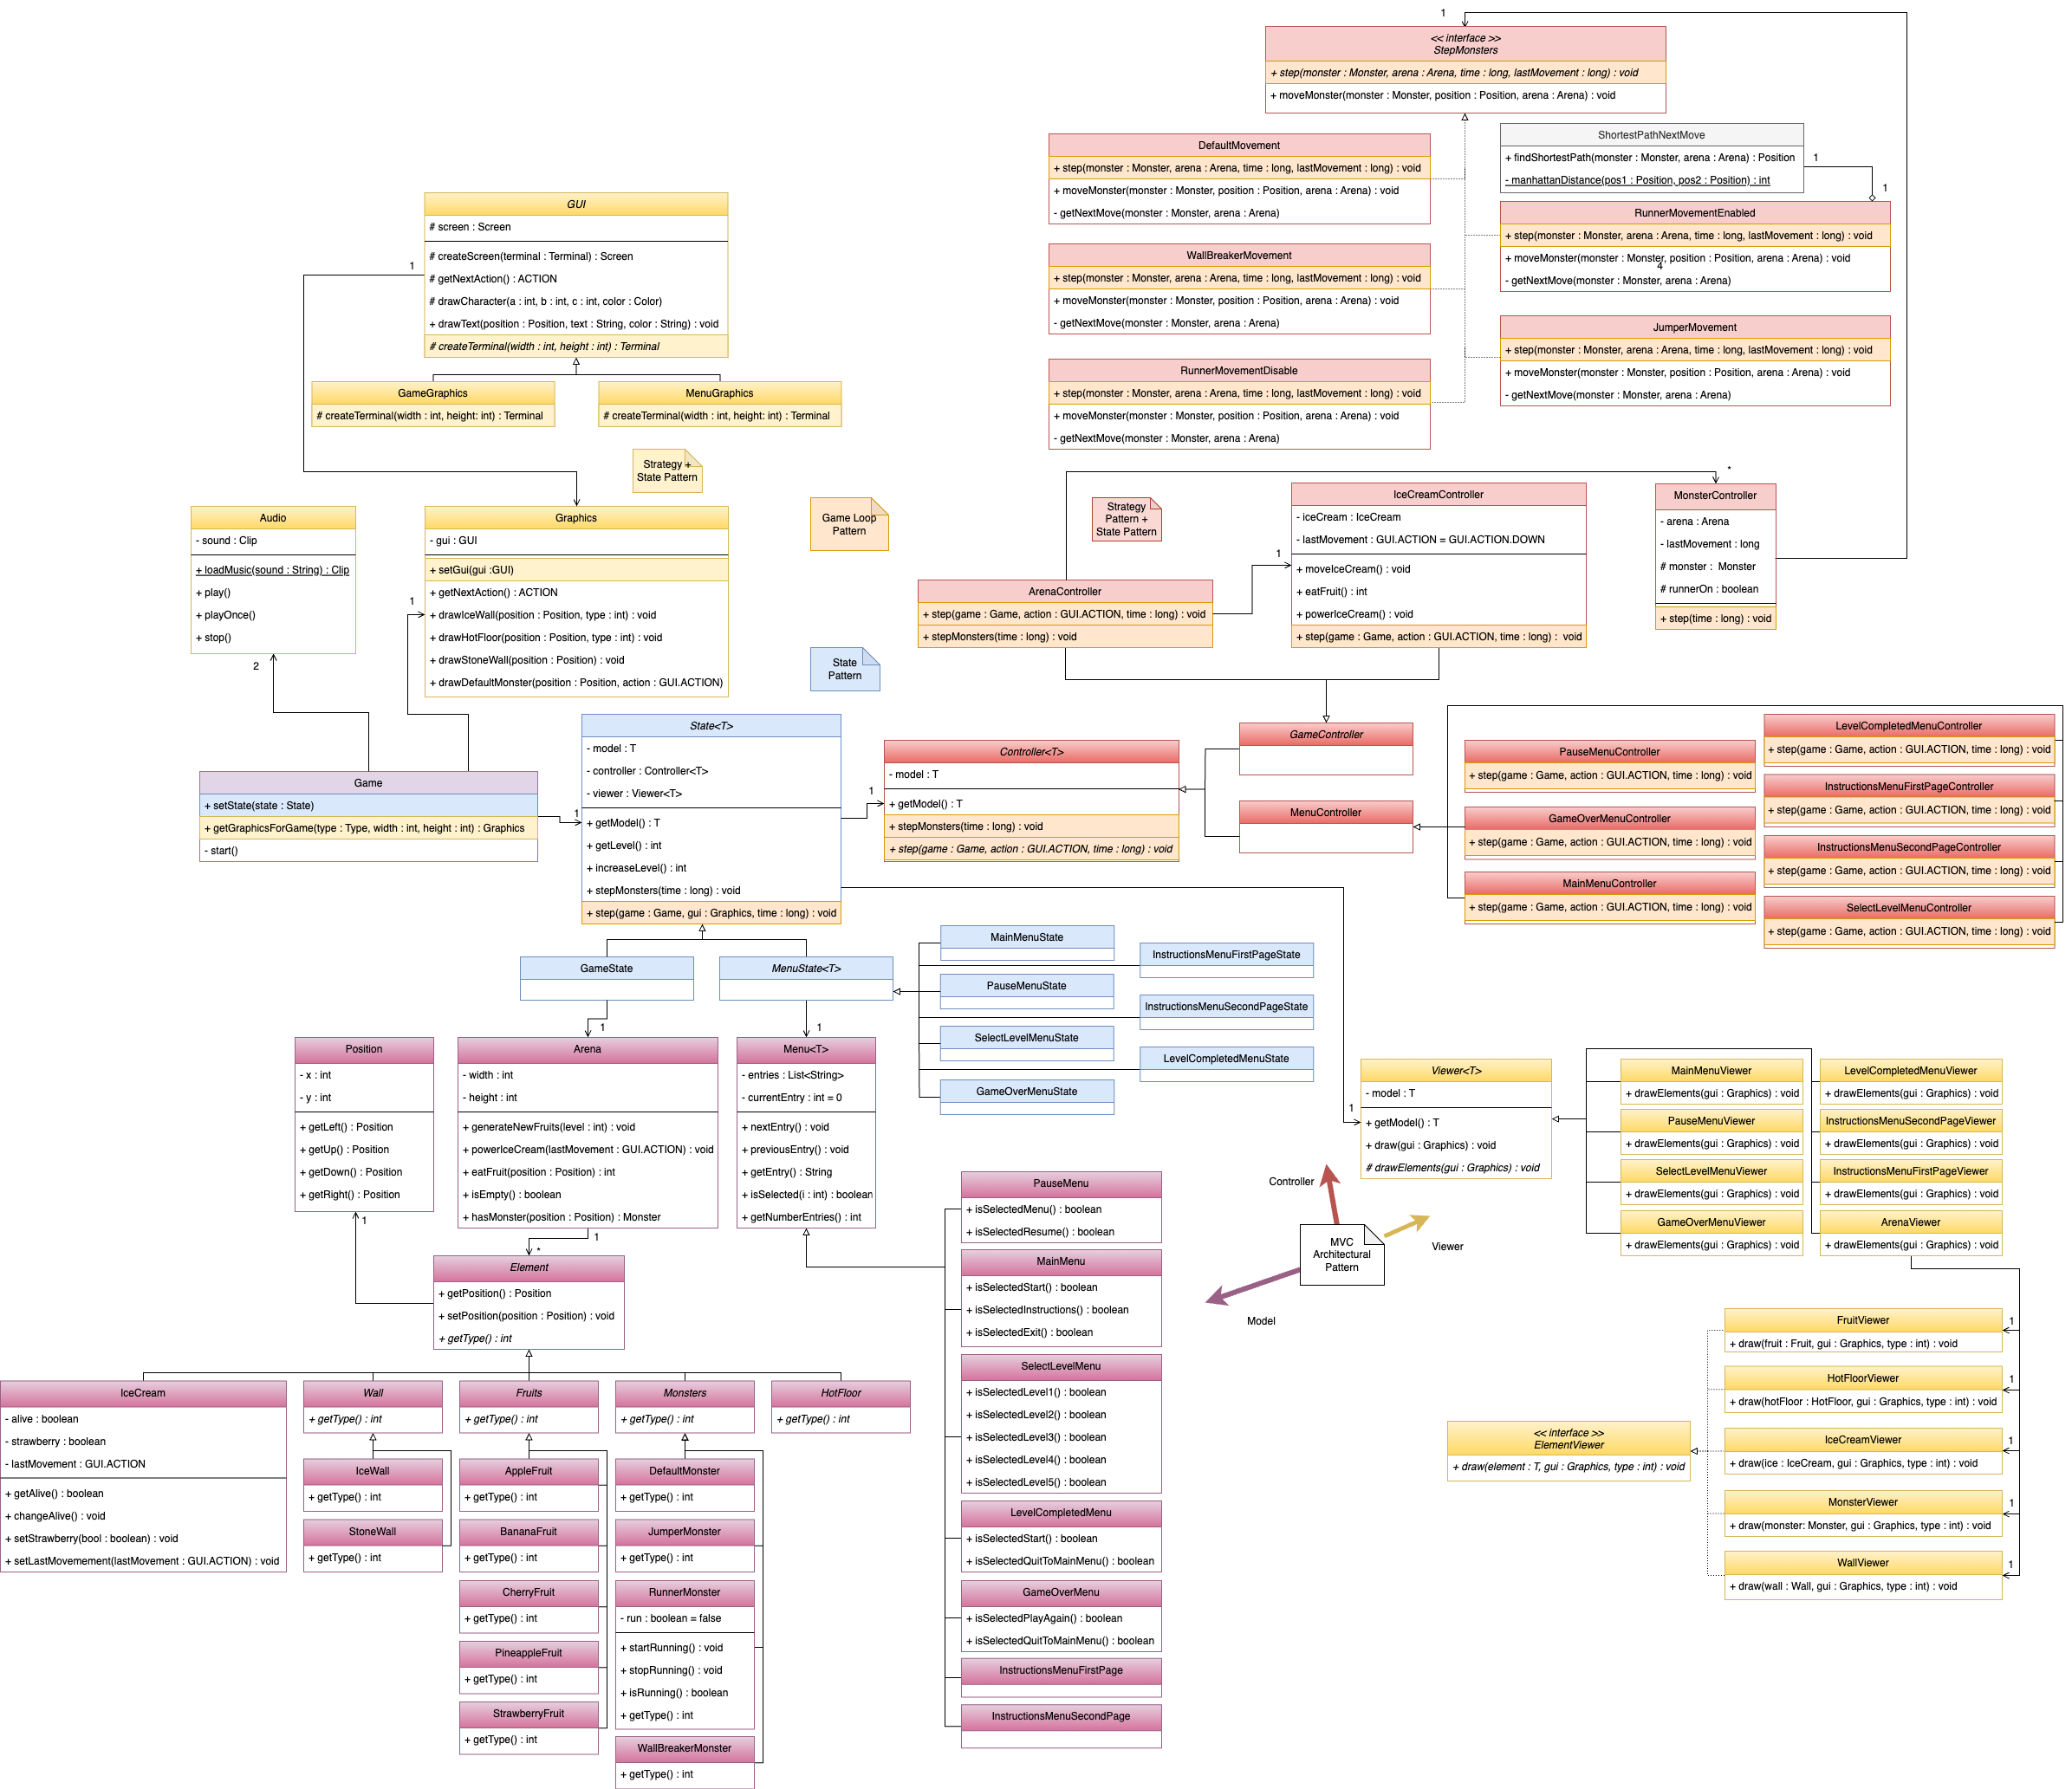 1
<< interface >>
StepMonsters
+ step(monster : Monster, arena : Arena, time : long, lastMovement : long) : void
+ moveMonster(monster : Monster, position : Position, arena : Arena) : void
DefaultMovement
+ step(monster : Monster, arena : Arena, time : long, lastMovement : long) : void
+ moveMonster(monster : Monster, position : Position, arena : Arena) : void
- getNextMove(monster : Monster, arena : Arena)
ShortestPathNextMove
+ findShortestPath(monster : Monster, arena : Arena) : Position
- manhattanDistance(pos1 : Position, pos2 : Position) : int
1
1
RunnerMovementEnabled
+ step(monster : Monster, arena : Arena, time : long, lastMovement : long) : void
+ moveMonster(monster : Monster, position : Position, arena : Arena) : void
4
- getNextMove(monster : Monster, arena : Arena)
WallBreakerMovement
+ step(monster : Monster, arena : Arena, time : long, lastMovement : long) : void
+ moveMonster(monster : Monster, position : Position, arena : Arena) : void
- getNextMove(monster : Monster, arena : Arena)
JumperMovement
+ step(monster : Monster, arena : Arena, time : long, lastMovement : long) : void
+ moveMonster(monster : Monster, position : Position, arena : Arena) : void
- getNextMove(monster : Monster, arena : Arena)
RunnerMovementDisable
+ step(monster : Monster, arena : Arena, time : long, lastMovement : long) : void
+ moveMonster(monster : Monster, position : Position, arena : Arena) : void
- getNextMove(monster : Monster, arena : Arena)
GUI
# screen : Screen
# createScreen(terminal : Terminal) : Screen
# getNextAction() : ACTION
# drawCharacter(a : int, b : int, c : int, color : Color)
+ drawText(position : Position, text : String, color : String) : void
# createTerminal(width : int, height : int) : Terminal
1
GameGraphics
# createTerminal(width : int, height: int) : Terminal
MenuGraphics
# createTerminal(width : int, height: int) : Terminal
Strategy +
State Pattern
Game Loop
Pattern
State
Pattern
Strategy
Pattern +
State Pattern
Audio
- sound : Clip
+ loadMusic(sound : String) : Clip
+ play()
+ playOnce()
+ stop()
2
Graphics
- gui : GUI
+ setGui(gui :GUI)
+ getNextAction() : ACTION
+ drawIceWall(position : Position, type : int) : void
+ drawHotFloor(position : Position, type : int) : void
+ drawStoneWall(position : Position) : void
+ drawDefaultMonster(position : Position, action : GUI.ACTION)
1
IceCreamController
- iceCream : IceCream
- lastMovement : GUI.ACTION = GUI.ACTION.DOWN
+ moveIceCream() : void
+ eatFruit() : int
+ powerIceCream() : void
+ step(game : Game, action : GUI.ACTION, time : long) : void
1
*
MonsterController
- arena : Arena
- lastMovement : long
# monster : Monster
# runnerOn : boolean
+ step(time : long) : void
ArenaController
+ step(game : Game, action : GUI.ACTION, time : long) : void
+ stepMonsters(time : long) : void
Game
+ setState(state : State)
+ getGraphicsForGame(type : Type, width : int, height : int) : Graphics
- start()
1
State<T>
- model : T
- controller : Controller<T>
- viewer : Viewer<T>
+ getModel() : T
+ getLevel() : int
+ increaseLevel() : int
+ stepMonsters(time : long) : void
+ step(game : Game, gui : Graphics, time : long) : void
1
Controller<T>
- model : T
+ getModel() : T
+ stepMonsters(time : long) : void
+ step(game : Game, action : GUI.ACTION, time : long) : void
GameController
MenuController
PauseMenuController
+ step(game : Game, action : GUI.ACTION, time : long) : void
GameOverMenuController
+ step(game : Game, action : GUI.ACTION, time : long) : void
MainMenuController
+ step(game : Game, action : GUI.ACTION, time : long) : void
LevelCompletedMenuController
+ step(game : Game, action : GUI.ACTION, time : long) : void
InstructionsMenuFirstPageController
+ step(game : Game, action : GUI.ACTION, time : long) : void
InstructionsMenuSecondPageController
+ step(game : Game, action : GUI.ACTION, time : long) : void
SelectLevelMenuController
+ step(game : Game, action : GUI.ACTION, time : long) : void
GameState
MenuState<T>
MainMenuState
InstructionsMenuFirstPageState
PauseMenuState
InstructionsMenuSecondPageState
SelectLevelMenuState
LevelCompletedMenuState
GameOverMenuState
1
1
Position
- x : int
- y : int
+ getLeft() : Position
+ getUp() : Position
+ getDown() : Position
+ getRight() : Position
1
Arena
- width : int
- height : int
+ generateNewFruits(level : int) : void
+ powerIceCream(lastMovement : GUI.ACTION) : void
+ eatFruit(position : Position) : int
+ isEmpty() : boolean
+ hasMonster(position : Position) : Monster
1
*
Menu<T>
- entries : List<String>
- currentEntry : int = 0
+ nextEntry() : void
+ previousEntry() : void
+ getEntry() : String
+ isSelected(i : int) : boolean
+ getNumberEntries() : int
1
Viewer<T>
- model : T
+ getModel() : T
+ draw(gui : Graphics) : void
# drawElements(gui : Graphics) : void
MainMenuViewer
+ drawElements(gui : Graphics) : void
PauseMenuViewer
+ drawElements(gui : Graphics) : void
SelectLevelMenuViewer
+ drawElements(gui : Graphics) : void
GameOverMenuViewer
+ drawElements(gui : Graphics) : void
LevelCompletedMenuViewer
+ drawElements(gui : Graphics) : void
InstructionsMenuSecondPageViewer
+ drawElements(gui : Graphics) : void
InstructionsMenuFirstPageViewer
+ drawElements(gui : Graphics) : void
ArenaViewer
+ drawElements(gui : Graphics) : void
Controller
Viewer
Model
MVC
Architectural
Pattern
Element
+ getPosition() : Position
+ setPosition(position : Position) : void
+ getType() : int
PauseMenu
+ isSelectedMenu() : boolean
+ isSelectedResume() : boolean
MainMenu
+ isSelectedStart() : boolean
+ isSelectedInstructions() : boolean
+ isSelectedExit() : boolean
SelectLevelMenu
+ isSelectedLevel1() : boolean
+ isSelectedLevel2() : boolean
+ isSelectedLevel3() : boolean
+ isSelectedLevel4() : boolean
+ isSelectedLevel5() : boolean
LevelCompletedMenu
+ isSelectedStart() : boolean
+ isSelectedQuitToMainMenu() : boolean
GameOverMenu
+ isSelectedPlayAgain() : boolean
+ isSelectedQuitToMainMenu() : boolean
InstructionsMenuFirstPage
InstructionsMenuSecondPage
IceCream
- alive : boolean
- strawberry : boolean
- lastMovement : GUI.ACTION
+ getAlive() : boolean
+ changeAlive() : void
+ setStrawberry(bool : boolean) : void
+ setLastMovemement(lastMovement : GUI.ACTION) : void
Wall
+ getType() : int
IceWall
+ getType() : int
StoneWall
+ getType() : int
Fruits
+ getType() : int
AppleFruit
+ getType() : int
BananaFruit
+ getType() : int
CherryFruit
+ getType() : int
PineappleFruit
+ getType() : int
StrawberryFruit
+ getType() : int
Monsters
+ getType() : int
DefaultMonster
+ getType() : int
JumperMonster
+ getType() : int
RunnerMonster
- run : boolean = false
+ startRunning() : void
+ stopRunning() : void
+ isRunning() : boolean
+ getType() : int
WallBreakerMonster
+ getType() : int
HotFloor
+ getType() : int
<< interface >>
ElementViewer
+ draw(element : T, gui : Graphics, type : int) : void
FruitViewer
+ draw(fruit : Fruit, gui : Graphics, type : int) : void
1
HotFloorViewer
+ draw(hotFloor : HotFloor, gui : Graphics, type : int) : void
1
IceCreamViewer
+ draw(ice : IceCream, gui : Graphics, type : int) : void
1
MonsterViewer
+ draw(monster: Monster, gui : Graphics, type : int) : void
1
WallViewer
+ draw(wall : Wall, gui : Graphics, type : int) : void
1